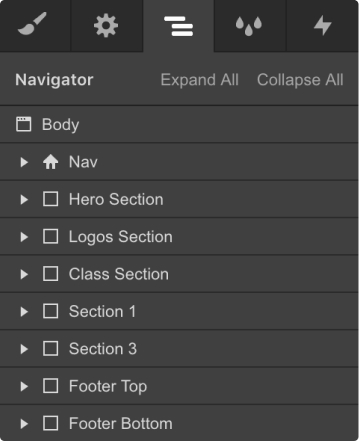 Navigator Expand All Collapse All
Body
Nav
Hero Section
Logos Section
Class Section
Section 1
Section 3
Footer Top
Footer Bottom